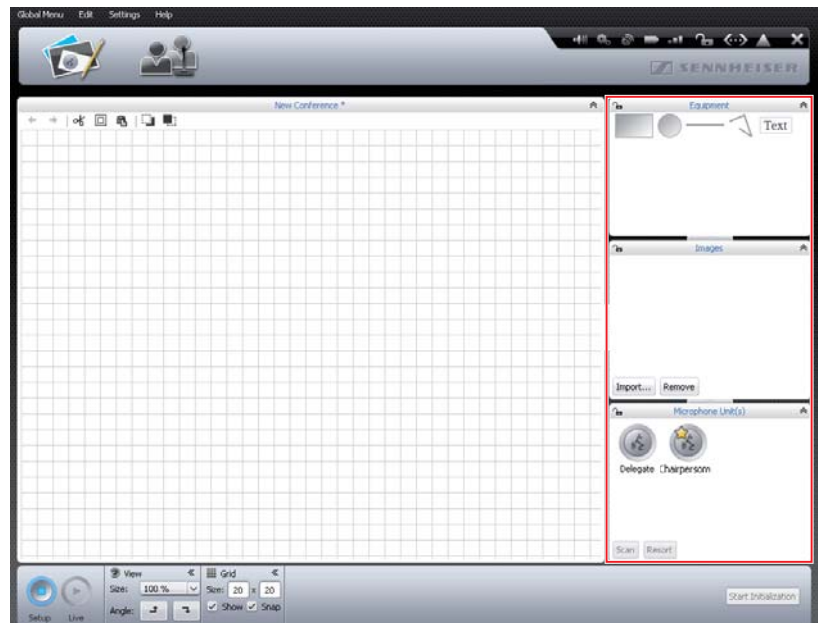 Global Menu Edit Settings Help
SENNHEISER
New Conference *
Equipment
Text
Images
Import... Remove
Microphone Unit(s)
Delegate Chairperson
Scan Resort
View
Size: 100 %
Angle:
Grid
Size: 20 x 20
Show Snap
Setup Live
Start Initialization